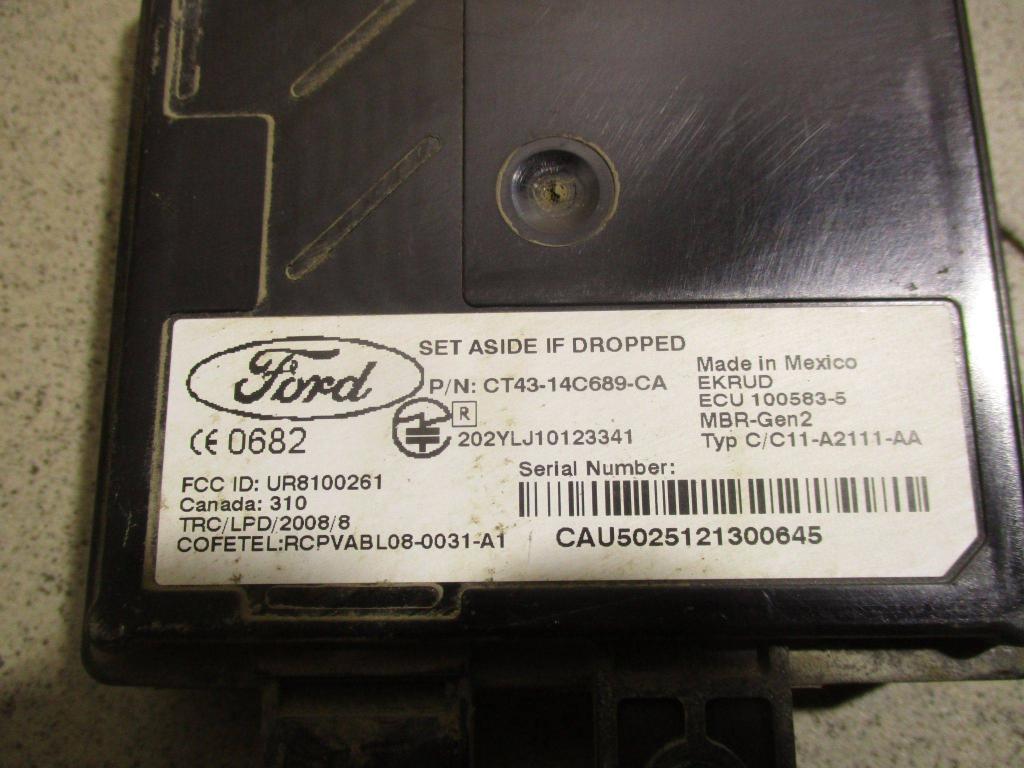 Ford
SET ASIDE IF DROPPED
P/N: CT43-14C689-CA
R
202YLJ10123341
Made in Mexico
EKRUD
ECU 100583-5
MBR-Gen2
Typ C/C11-A2111-AA
CE 0682
FCC ID: UR8100261
Canada: 310
TRC/LPD/2008/8
COFETEL:RCPVABL08-0031-A1
Serial Number:
CAU5025121300645